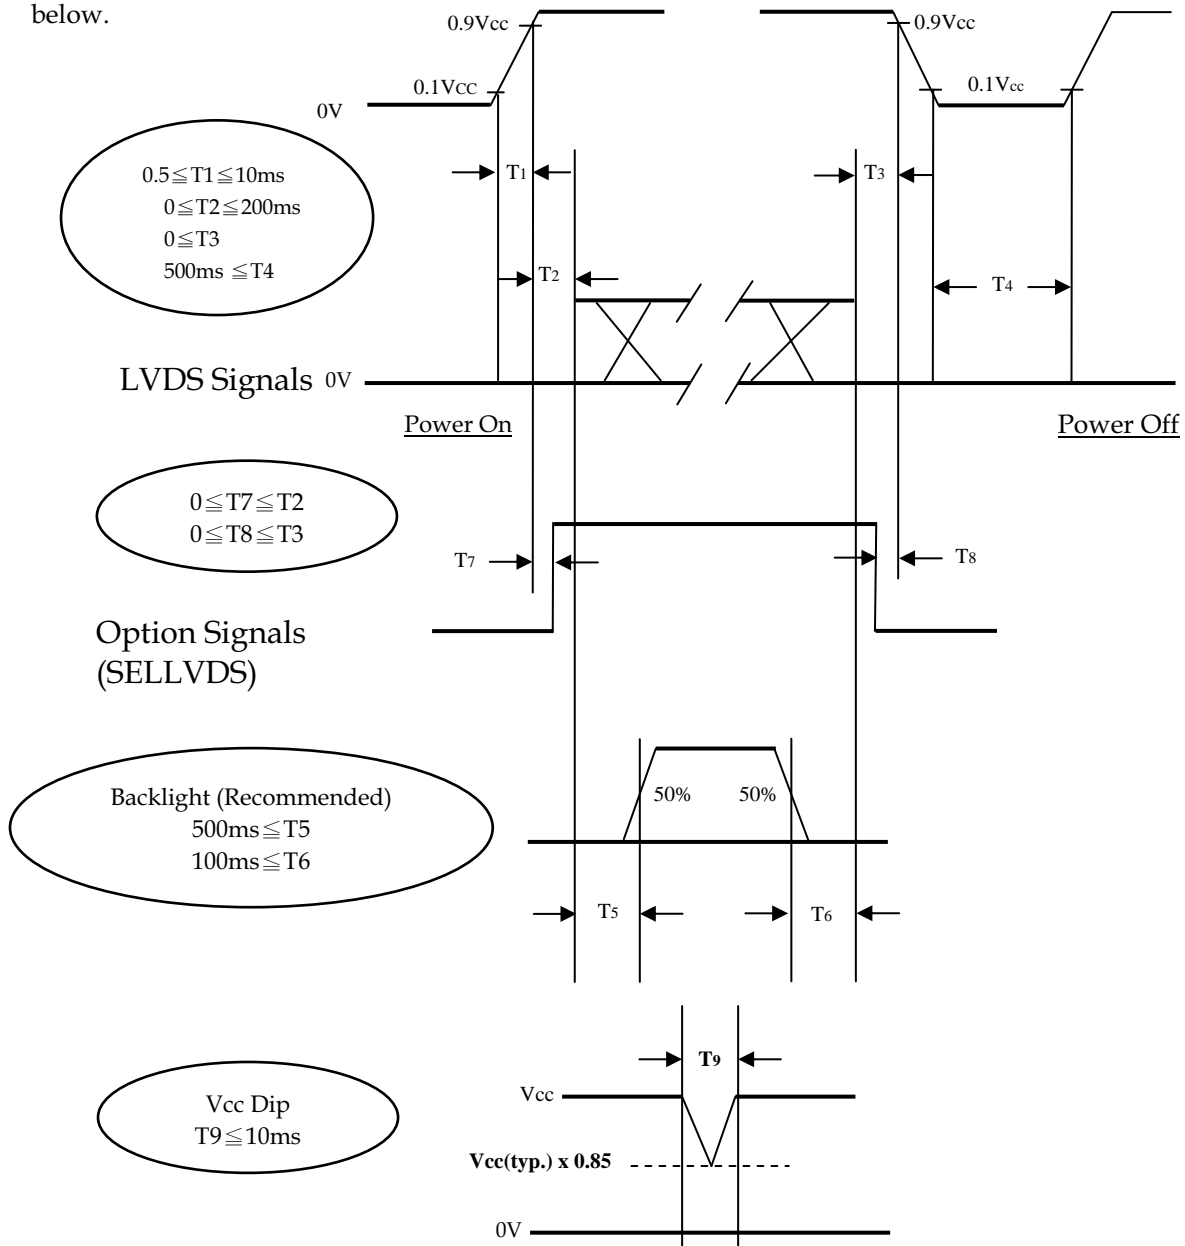 below.
0.9Vcc
0.9Vcc
0.1VCC
0.1Vcc
0V
0.5≦T1≦10ms
0≦T2≦200ms
0≦T3
500ms ≦T4
T1
T3
T2
T4
LVDS Signals 0V
Power On
Power Off
0≦T7≦T2
0≦T8≦T3
T7
T8
Option Signals
(SELLVDS)
Backlight (Recommended)
500ms≦T5
100ms≦T6
50%
50%
T5
T6
T9
Vcc Dip
T9≦10ms
Vcc
Vcc(typ.) x 0.85
0V